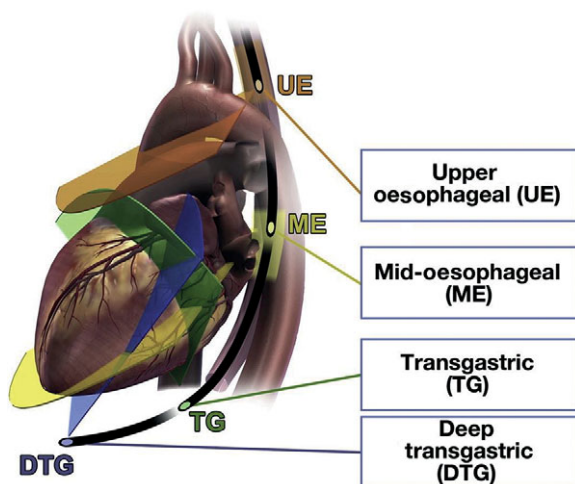 UE
Upper
oesophageal (UE)
ME
Mid-oesophageal
(ME)
Transgastric
(TG)
TG
Deep
transgastric
(DTG)
DTG